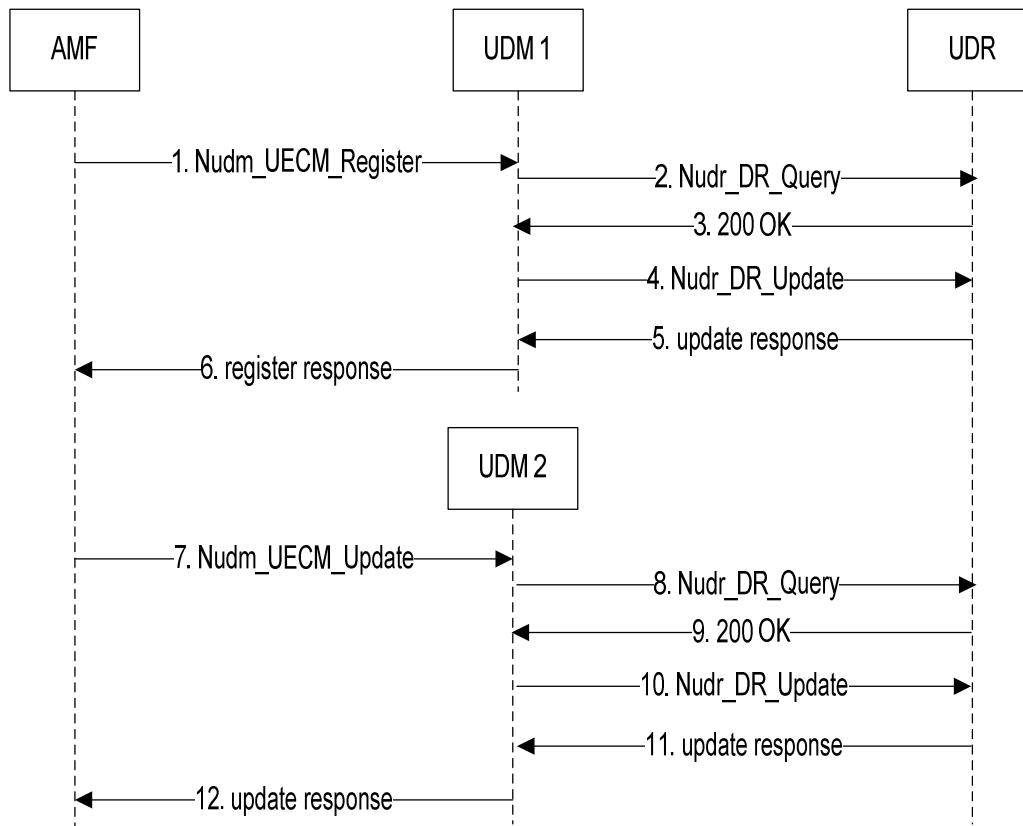 AMF
UDM 1
UDR
1. Nudm_UECM_Register
2. Nudr_DR_Query
3. 200 OK
4. Nudr_DR_Update
5. update response
6. register response
UDM 2
7. Nudm_UECM_Update
8. Nudr_DR_Query
9. 200 OK
10. Nudr_DR_Update
11. update response
12. update response